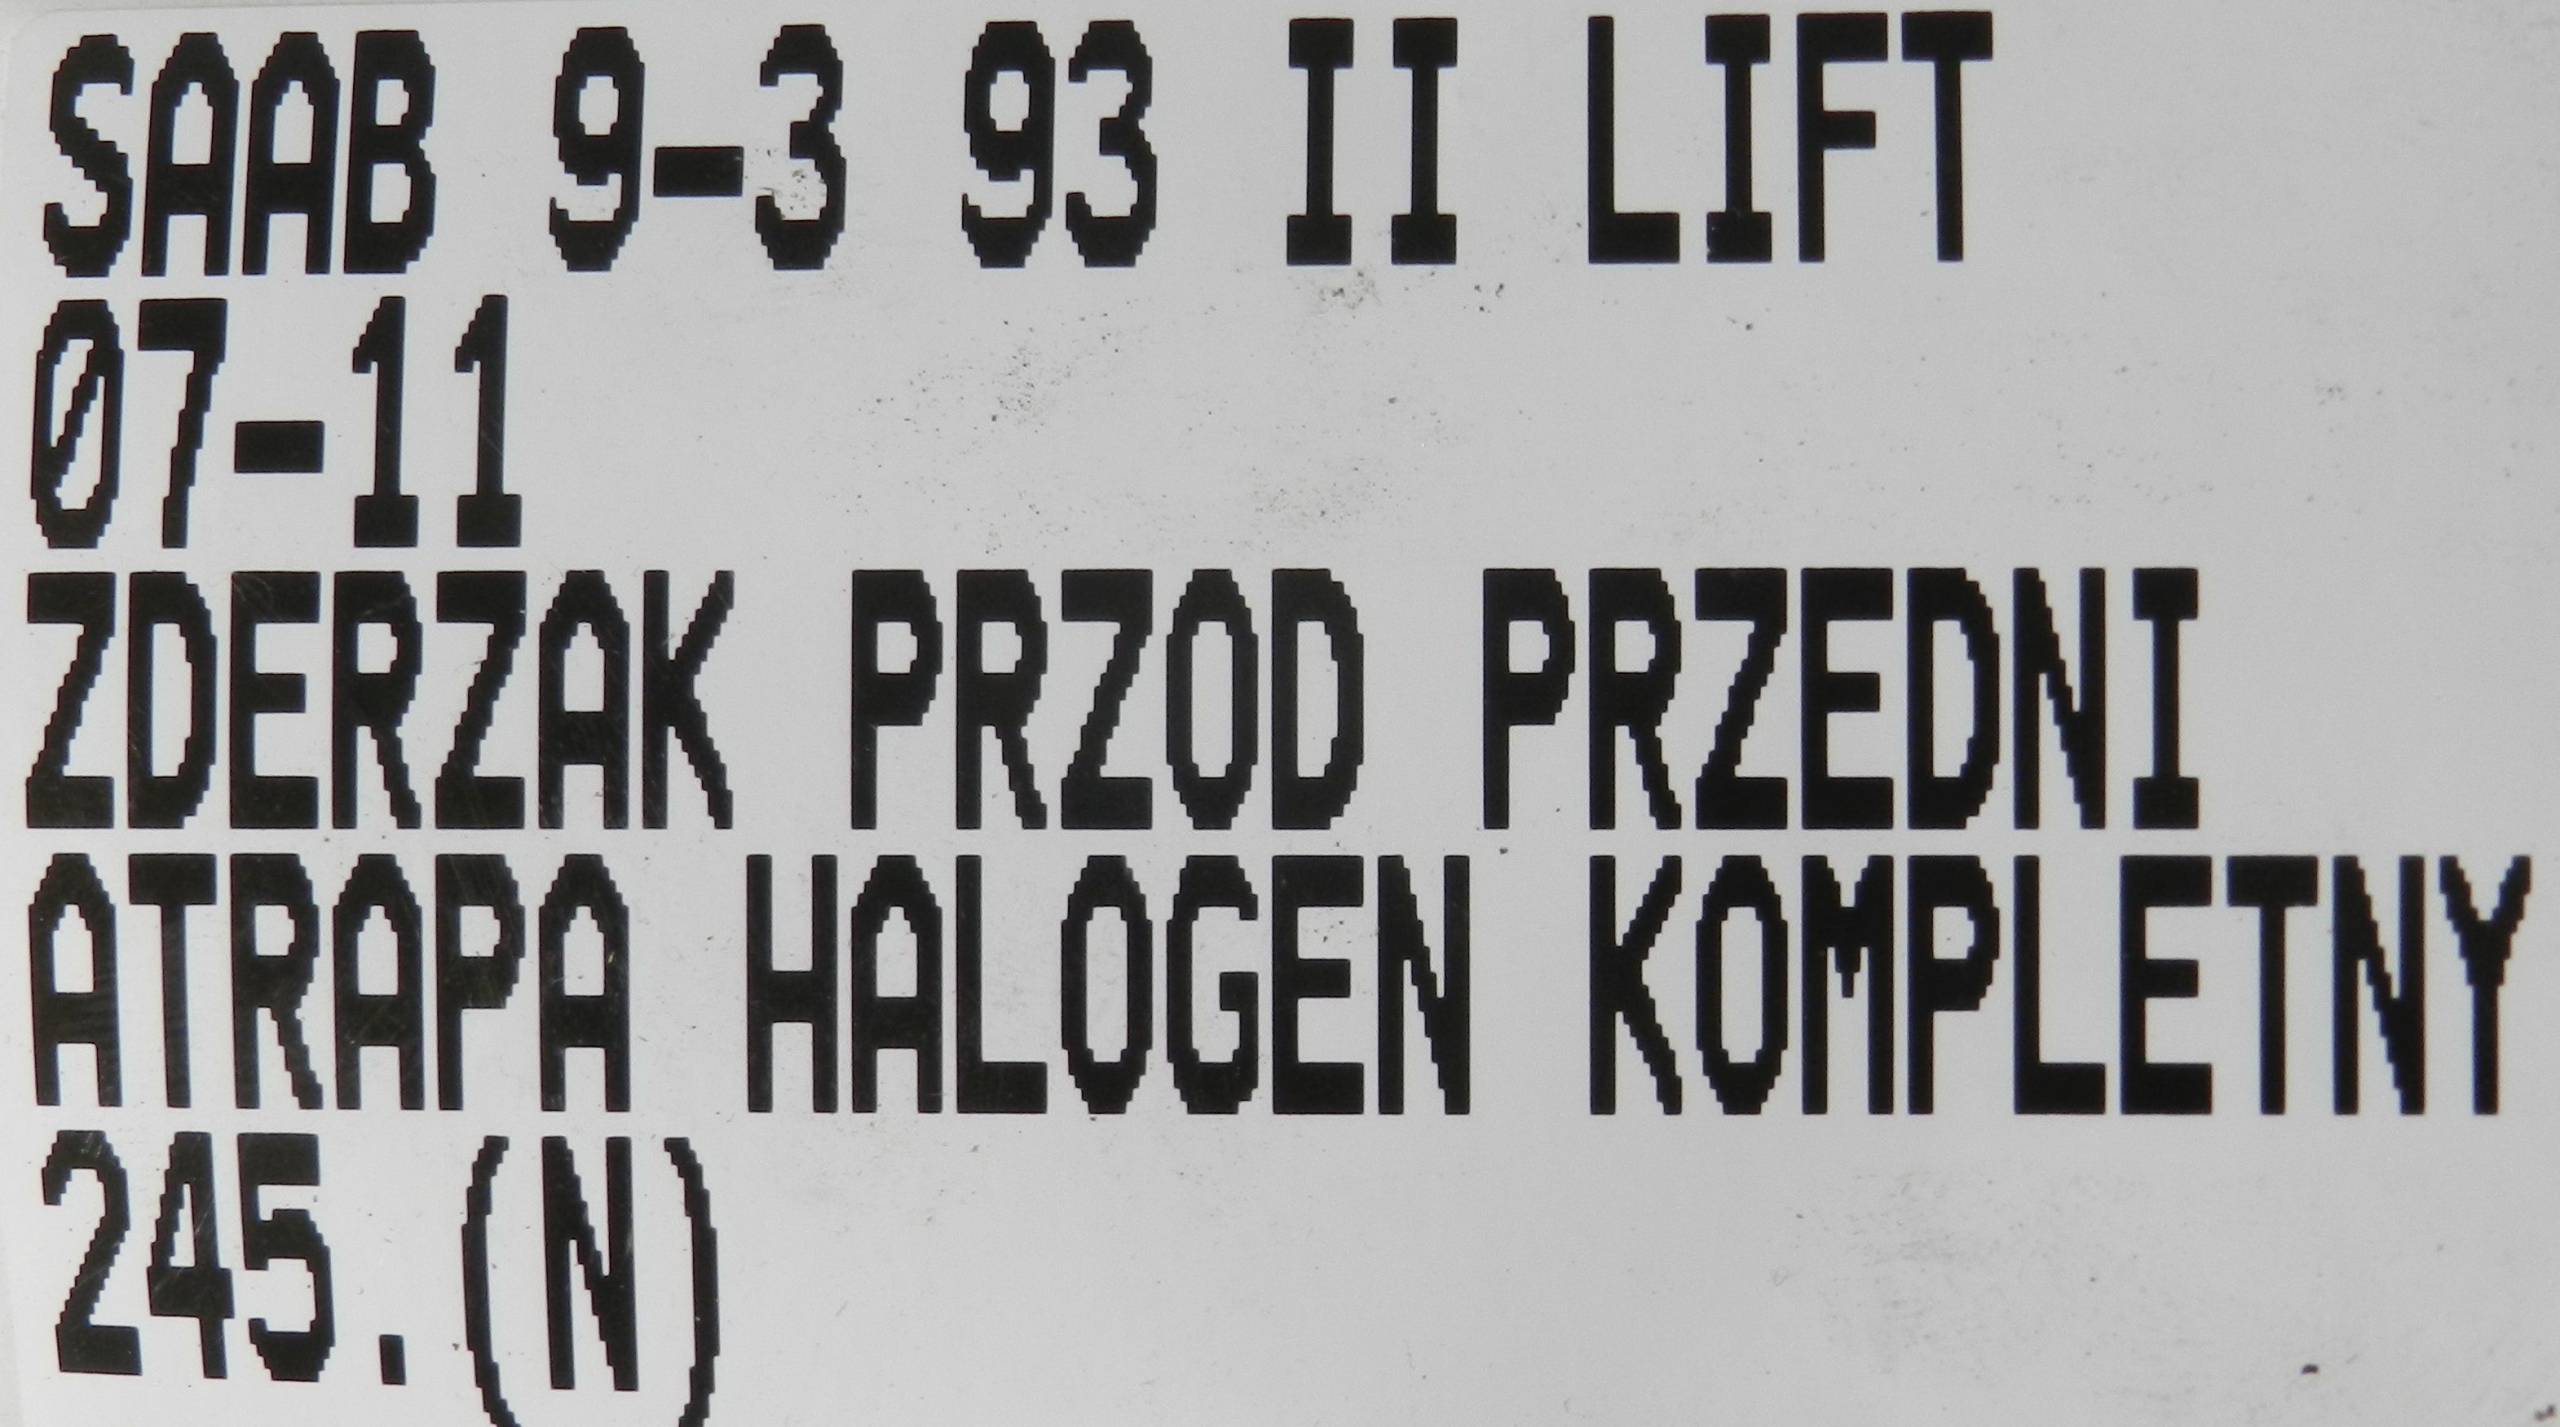 SAAB 9-3 93 II LIFT
07-11
ZDERZAK PRZOD PRZEDNI
ATRAPA HALOGEN KOMPLETNY
245.(N)